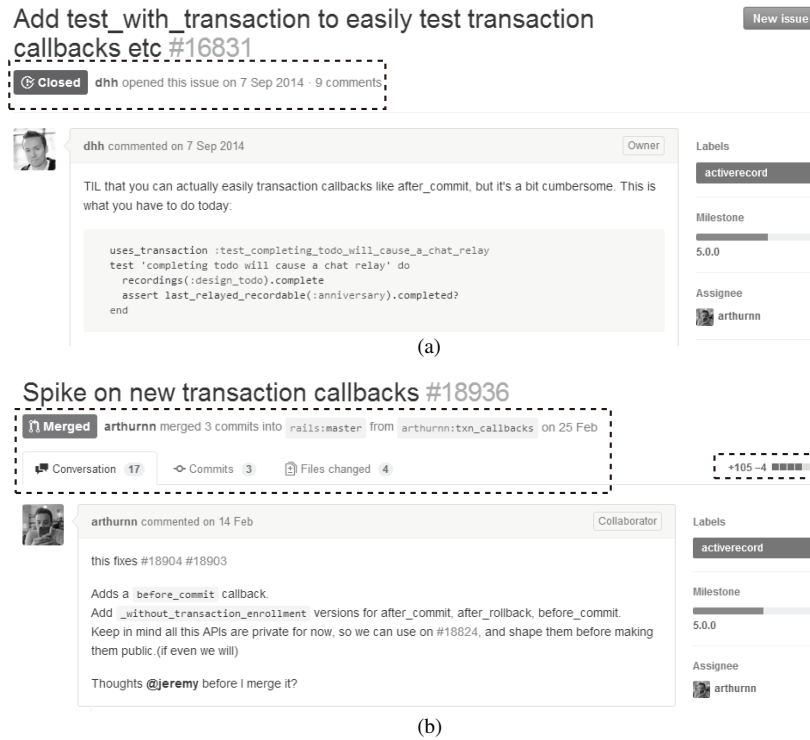 Add test_with_transaction to easily test transaction
callbacks etc #16831
New issue
Closed dhh opened this issue on 7 Sep 2014 · 9 comments
dhh commented on 7 Sep 2014
Owner
TIL that you can actually easily transaction callbacks like after_commit, but it's a bit cumbersome. This is
what you have to do today:
uses_transaction :test_completing_todo_will_cause_a_chat_relay
test 'completing todo will cause a chat relay' do
recordings(:design_todo).complete
assert last_relayed_recordable(:anniversary).completed?
end
Labels
activerecord
Milestone
5.0.0
Assignee
arthurnn
(a)
Spike on new transaction callbacks #18936
Merged arthurnn merged 3 commits into rails:master from arthurnn:txn_callbacks on 25 Feb
Conversation 17 Commits 3 Files changed 4
+105 −4
arthurnn commented on 14 Feb
Collaborator
this fixes #18904 #18903
Adds a before_commit callback.
Add _without_transaction_enrollment versions for after_commit, after_rollback, before_commit.
Keep in mind all this APIs are private for now, so we can use on #18824, and shape them before making
them public.(if even we will)
Thoughts @jeremy before I merge it?
Labels
activerecord
Milestone
5.0.0
Assignee
arthurnn
(b)